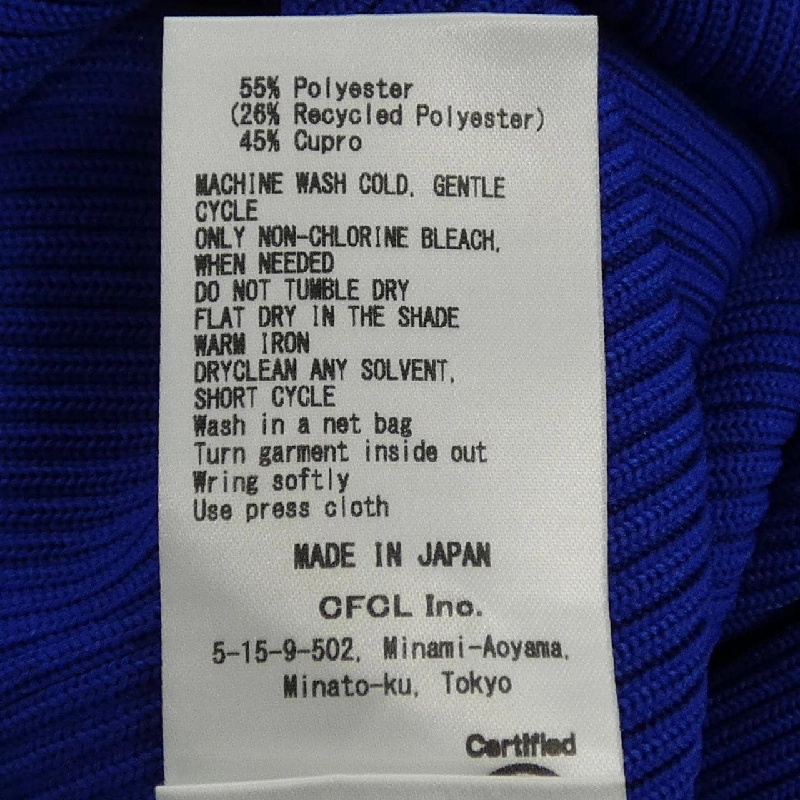 55% Polyester
(26% Recycled Polyester)
45% Cupro
MACHINE WASH COLD, GENTLE
CYCLE
ONLY NON-CHLORINE BLEACH,
WHEN NEEDED
DO NOT TUMBLE DRY
FLAT DRY IN THE SHADE
WARM IRON
DRYCLEAN ANY SOLVENT,
SHORT CYCLE
Wash in a net bag
Turn garment inside out
Wring softly
Use press cloth
MADE IN JAPAN
CFCL Inc.
5-15-9-502, Minami-Aoyama,
Minato-ku, Tokyo
Certified